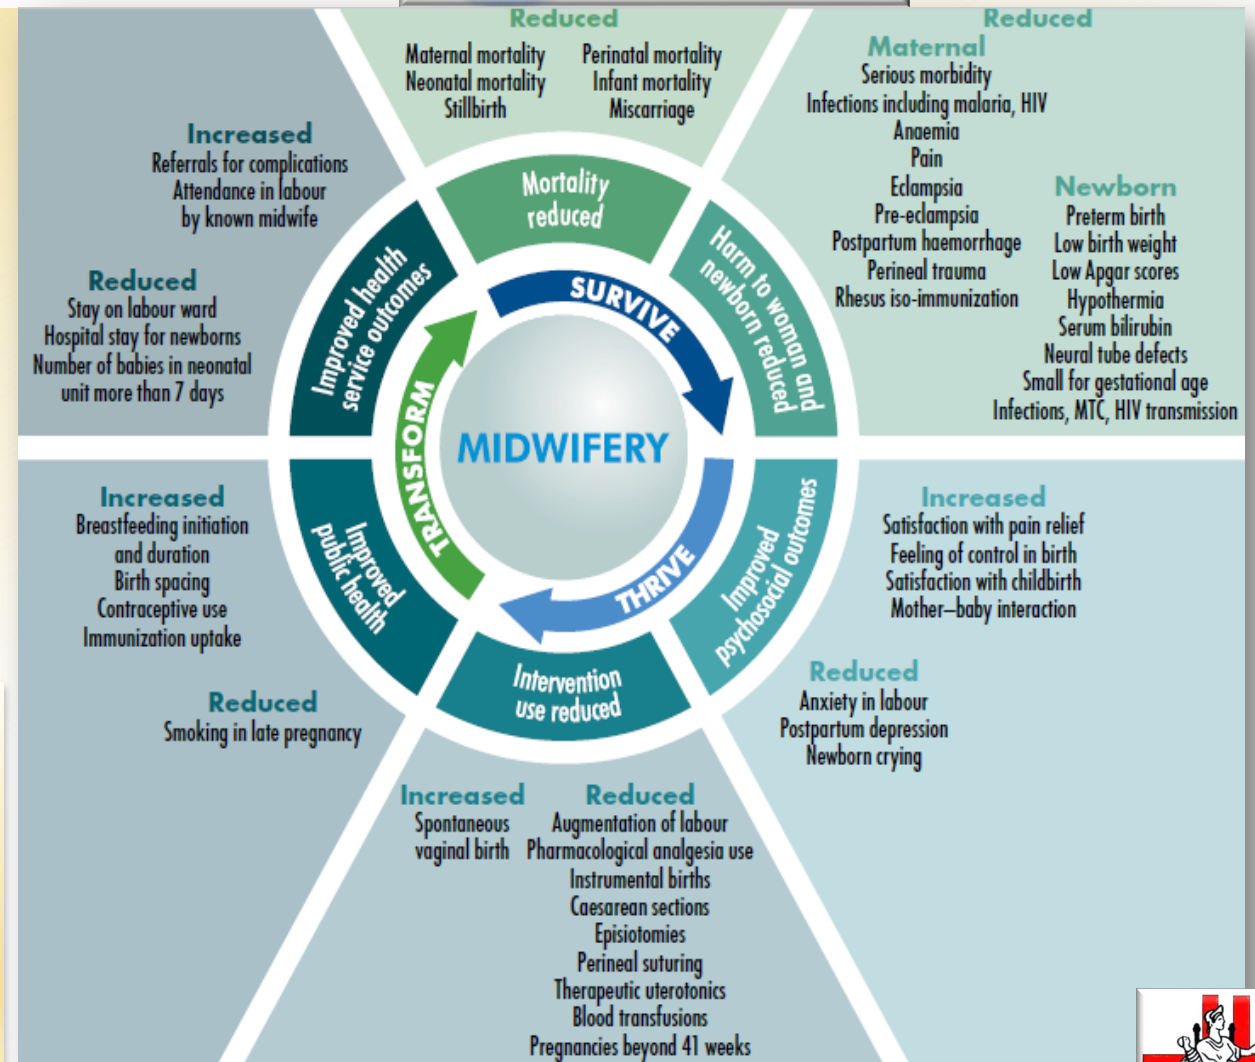 Reduced
Maternal mortality
Neonatal mortality
Stillbirth
Perinatal mortality
Infant mortality
Miscarriage
Reduced
Maternal
Serious morbidity
Infections including malaria, HIV
Anaemia
Pain
Eclampsia
Pre-eclampsia
Postpartum haemorrhage
Perineal trauma
Rhesus iso-immunization
Newborn
Preterm birth
Low birth weight
Low Apgar scores
Hypothermia
Serum bilirubin
Neural tube defects
Small for gestational age
Infections, MTC, HIV transmission
Increased
Referrals for complications
Attendance in labour
by known midwife
Reduced
Stay on labour ward
Hospital stay for newborns
Number of babies in neonatal
unit more than 7 days
Mortality
reduced
Harm to woman and
newborn reduced
Improved health
service outcomes
SURVIVE
TRANSFORM
MIDWIFERY
THRIVE
Improved
public health
Improved
psychosocial outcomes
Intervention
use reduced
Increased
Breastfeeding initiation
and duration
Birth spacing
Contraceptive use
Immunization uptake
Reduced
Smoking in late pregnancy
Increased
Satisfaction with pain relief
Feeling of control in birth
Satisfaction with childbirth
Mother–baby interaction
Reduced
Anxiety in labour
Postpartum depression
Newborn crying
Increased
Spontaneous
vaginal birth
Reduced
Augmentation of labour
Pharmacological analgesia use
Instrumental births
Caesarean sections
Episiotomies
Perineal suturing
Therapeutic uterotonics
Blood transfusions
Pregnancies beyond 41 weeks